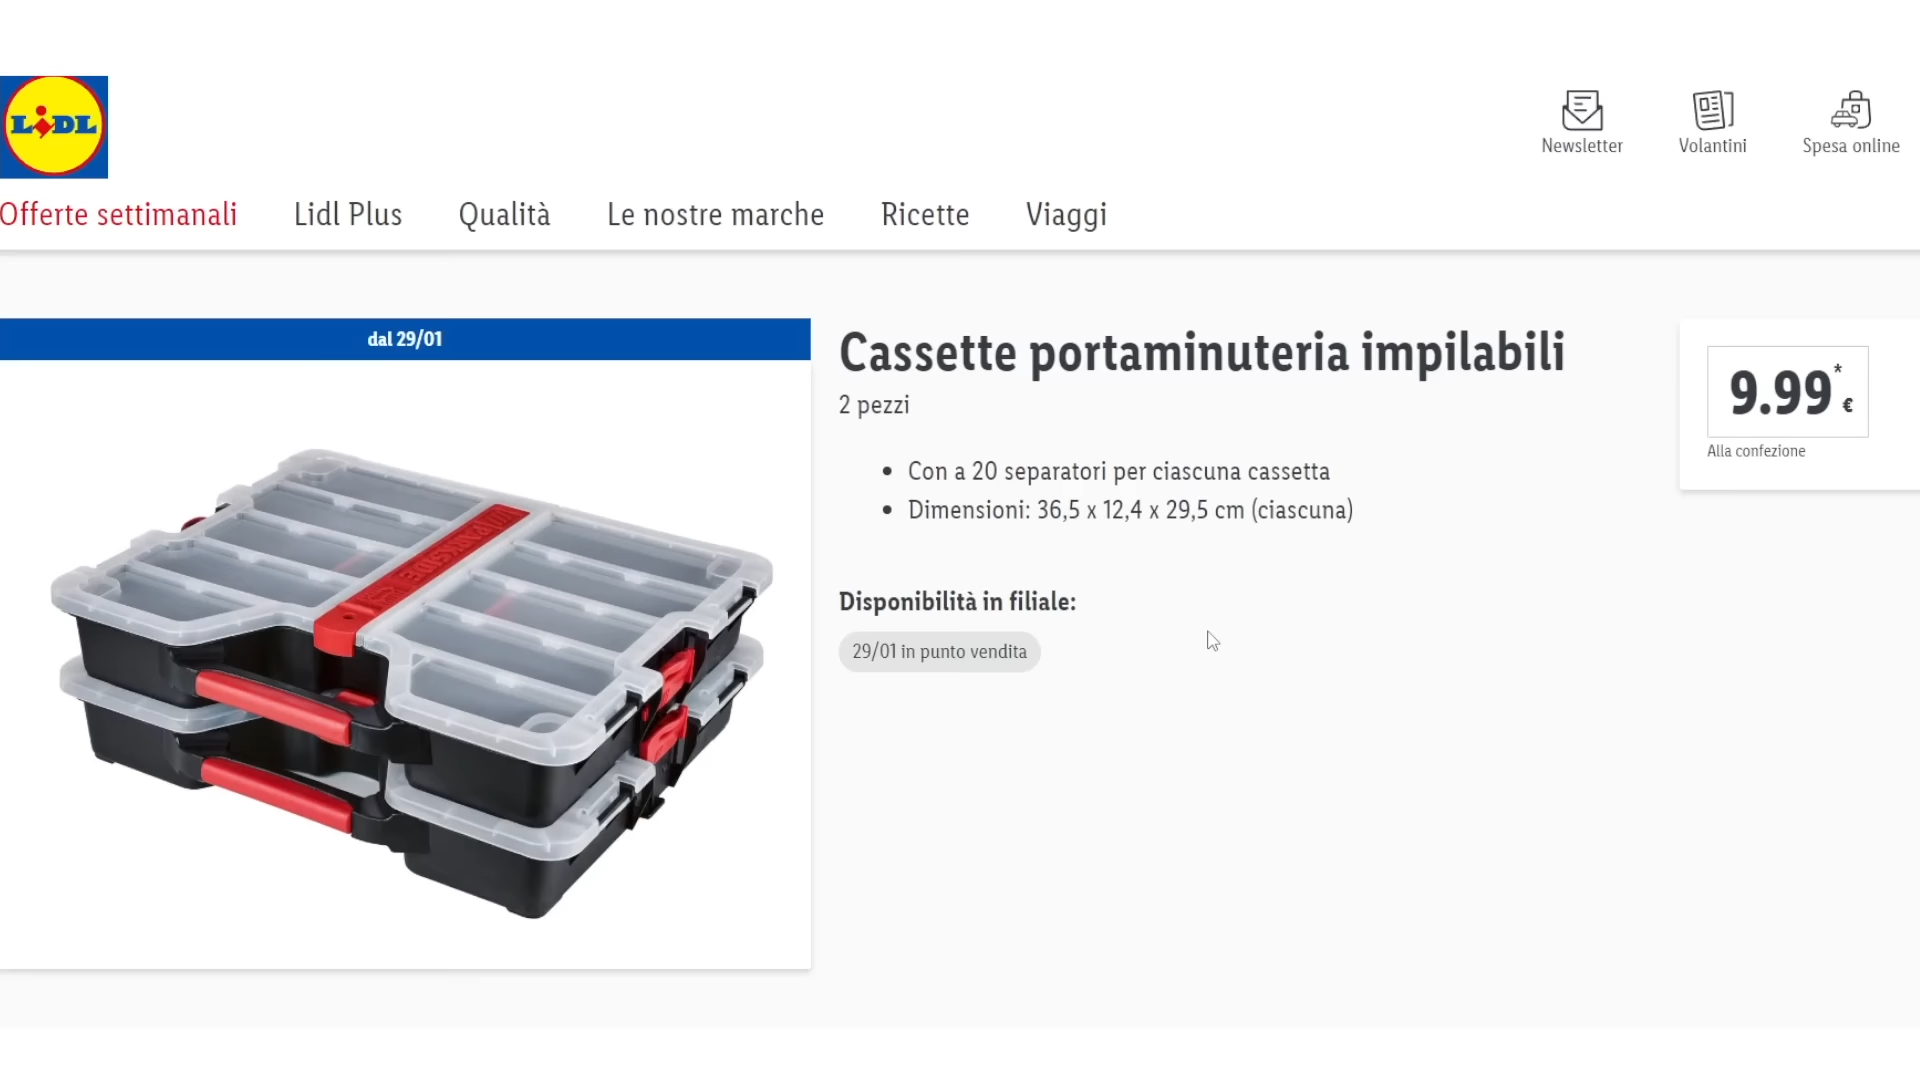 LIDL
Newsletter
Volantini
Spesa online
Offerte settimanali
Lidl Plus
Qualità
Le nostre marche
Ricette
Viaggi
dal 29/01
PARKSIDE
Cassette portaminuteria impilabili
2 pezzi
• Con a 20 separatori per ciascuna cassetta
• Dimensioni: 36,5 x 12,4 x 29,5 cm (ciascuna)
Disponibilità in filiale:
29/01 in punto vendita
9.99*€
Alla confezione